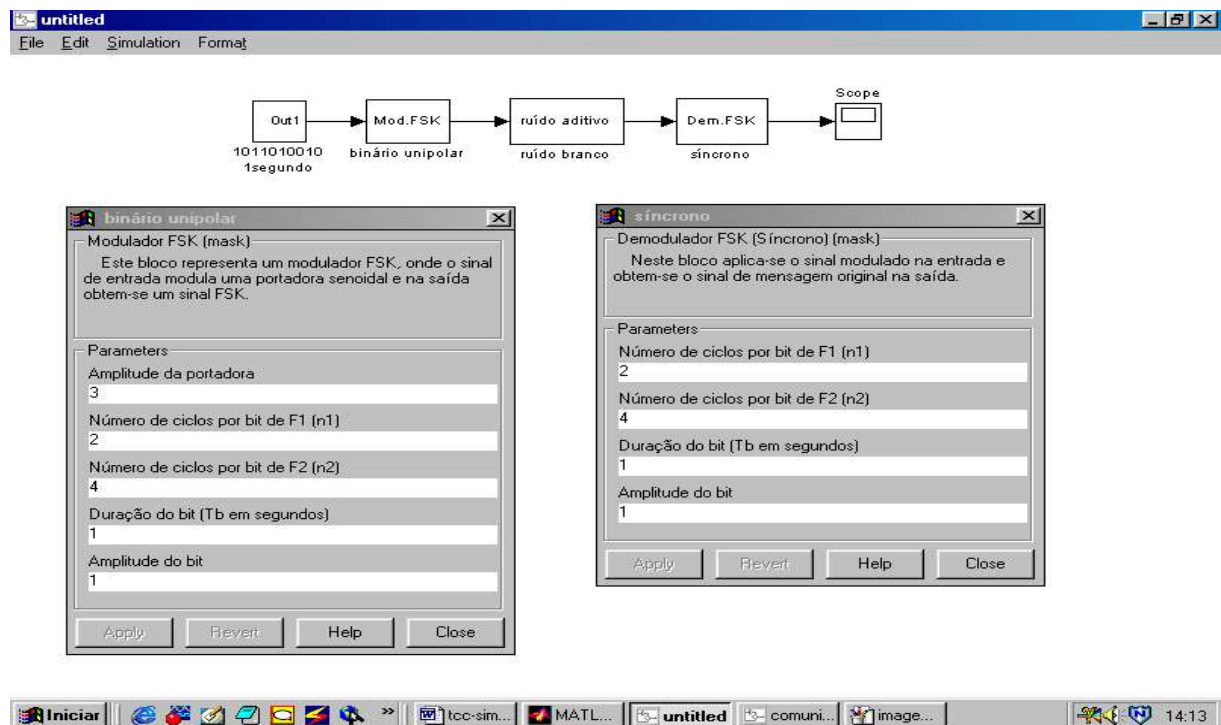 untitled
File Edit Simulation Format
Scope
Out1 Mod.FSK ruído aditivo Dem.FSK
1011010010 binário unipolar ruído branco síncrono
1segundo
binário unipolar
Modulador FSK (mask)
Este bloco representa um modulador FSK, onde o sinal
de entrada modula uma portadora senoidal e na saída
obtem-se um sinal FSK.
Parameters
Amplitude da portadora
3
Número de ciclos por bit de F1 (n1)
2
Número de ciclos por bit de F2 (n2)
4
Duração do bit (Tb em segundos)
1
Amplitude do bit
1
Apply Revert Help Close
síncrono
Demodulador FSK (Síncrono) (mask)
Neste bloco aplica-se o sinal modulado na entrada e
obtem-se o sinal de mensagem original na saída.
Parameters
Número de ciclos por bit de F1 (n1)
2
Número de ciclos por bit de F2 (n2)
4
Duração do bit (Tb em segundos)
1
Amplitude do bit
1
Apply Revert Help Close
Iniciar » tcc-sim... MATL... untitled comuni... image... 14:13